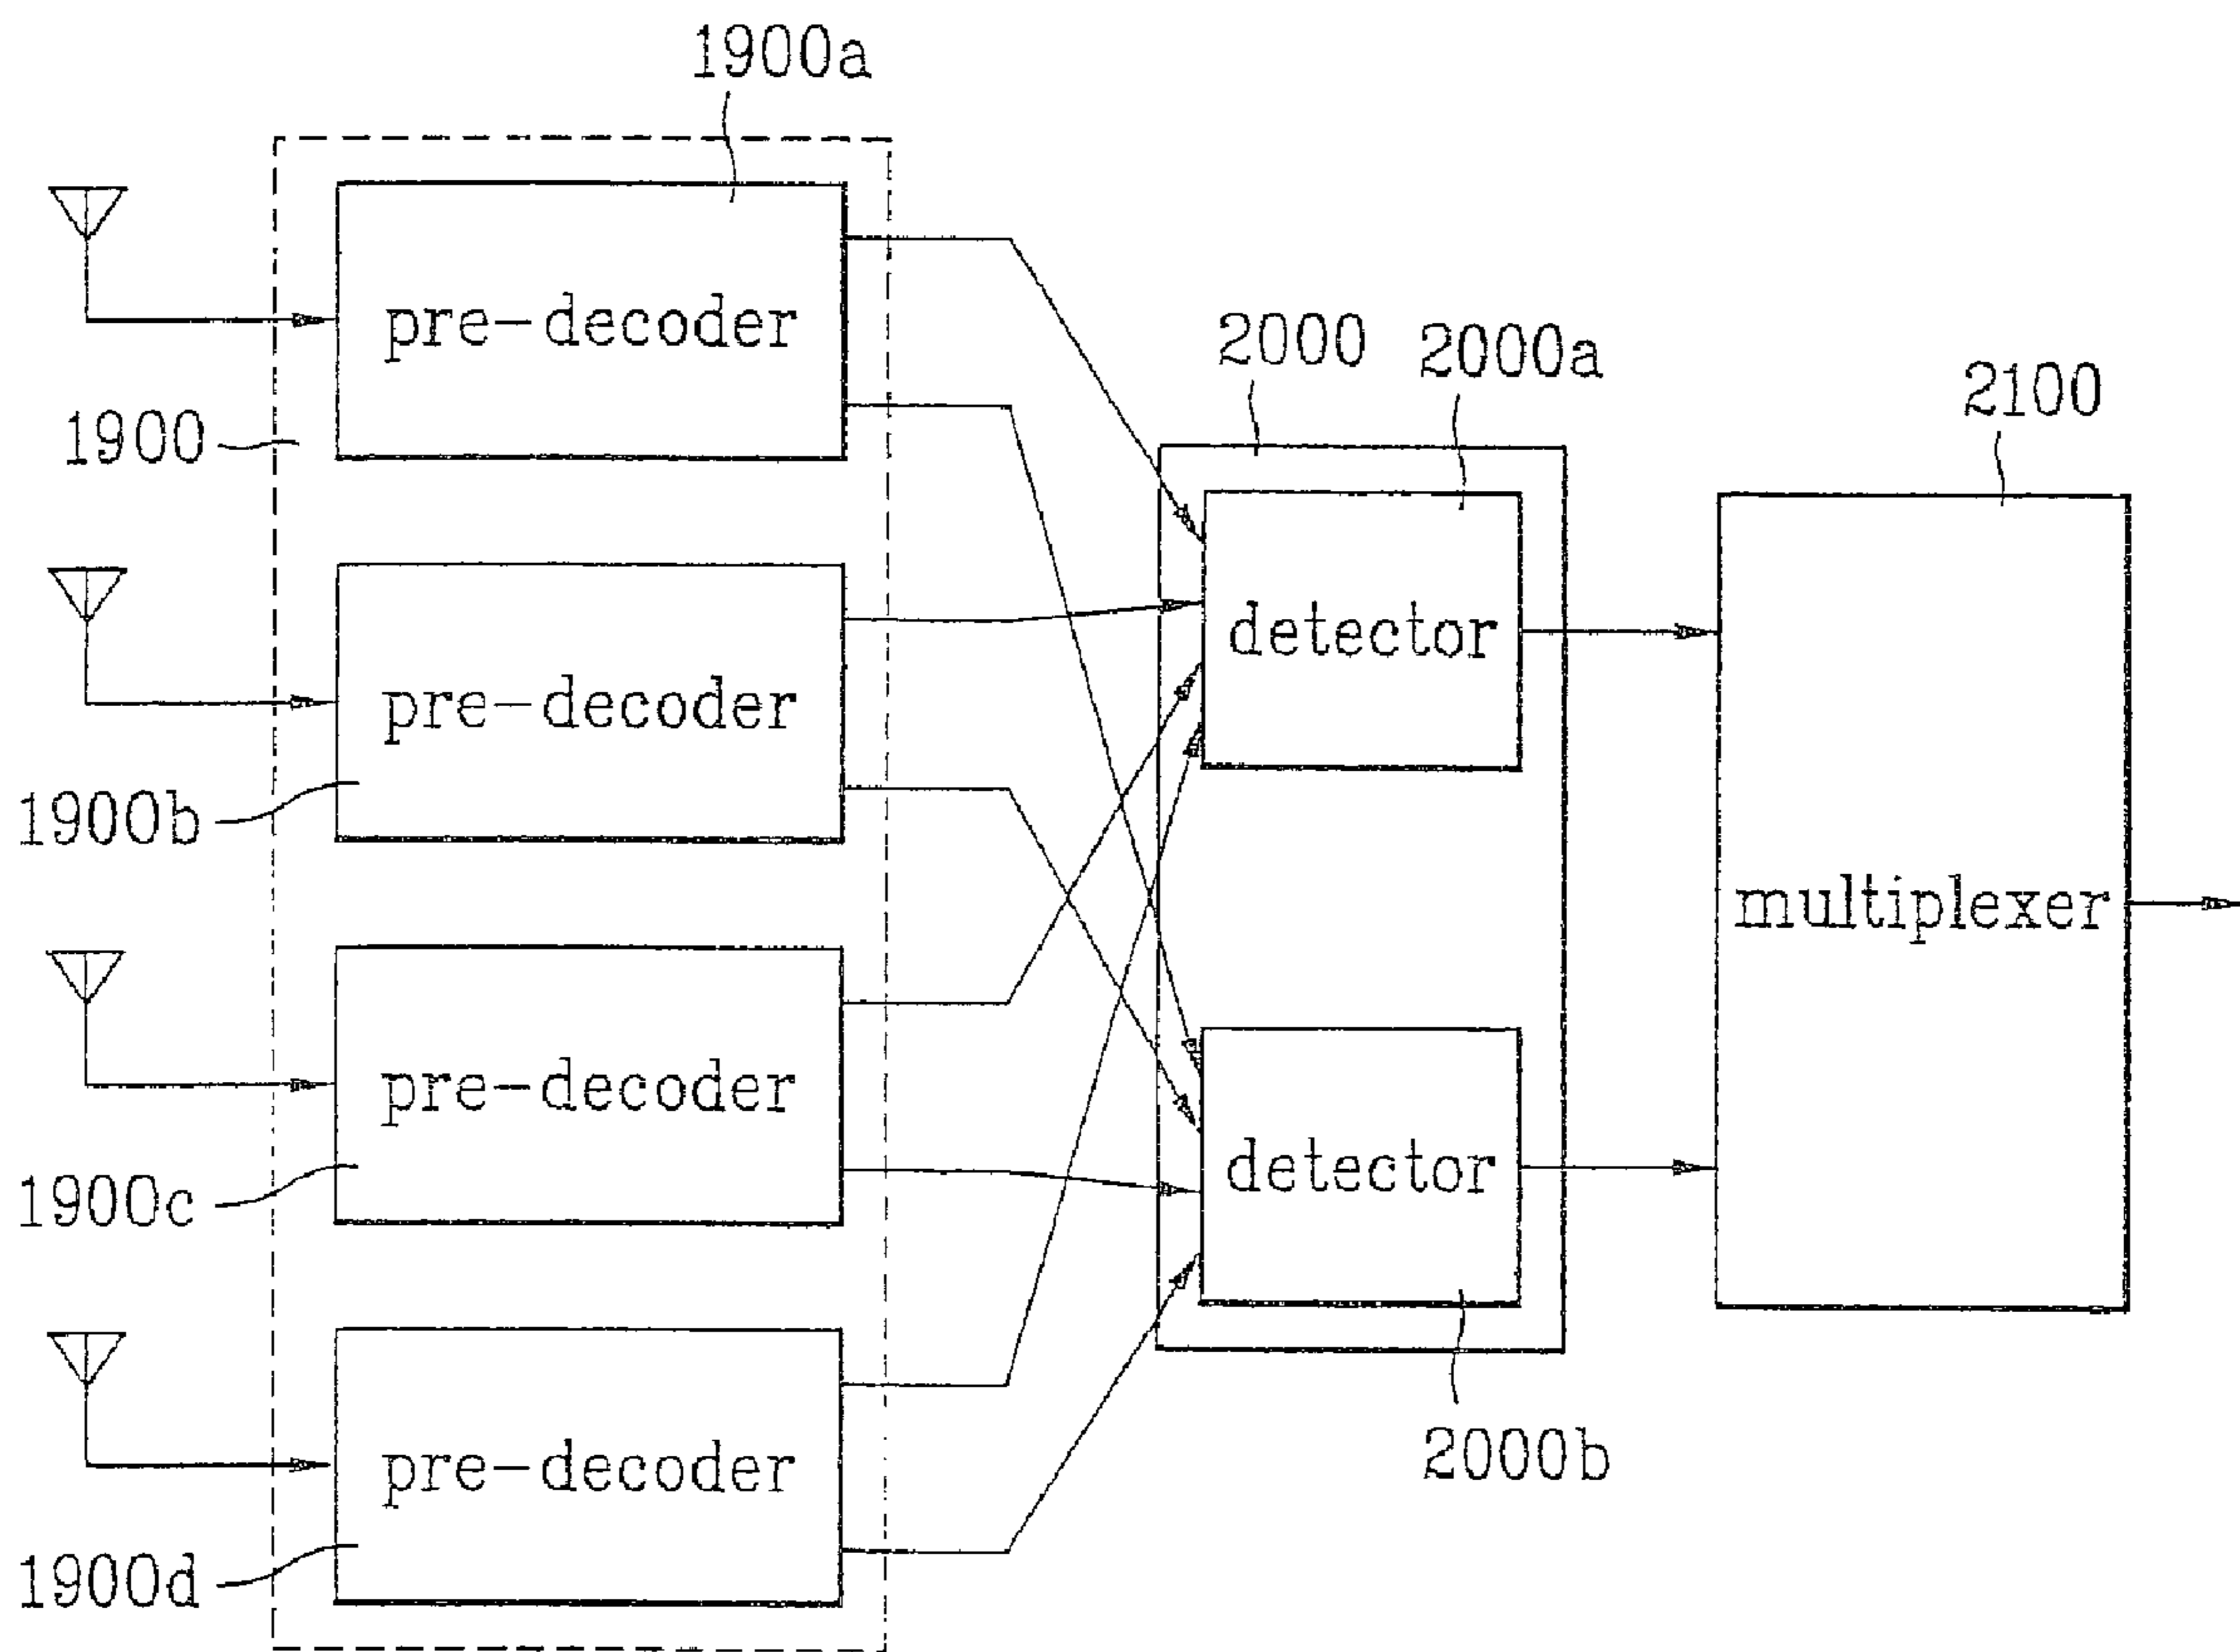 1900a
pre-decoder
1900
2000
2000a
2100
detector
pre-decoder
1900b
multiplexer
pre-decoder
1900c
detector
2000b
pre-decoder
1900d